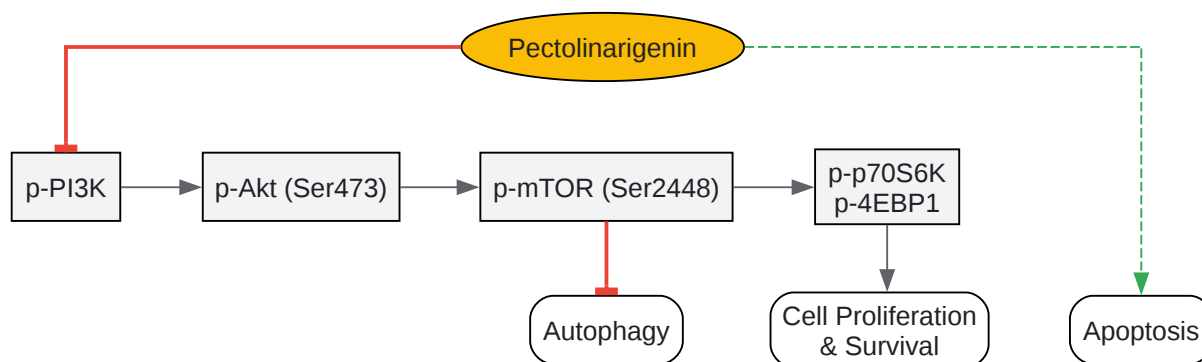 Pectolinarigenin
p-PI3K
p-Akt (Ser473)
p-mTOR (Ser2448)
p-p70S6K
p-4EBP1
Autophagy
Cell Proliferation
& Survival
Apoptosis